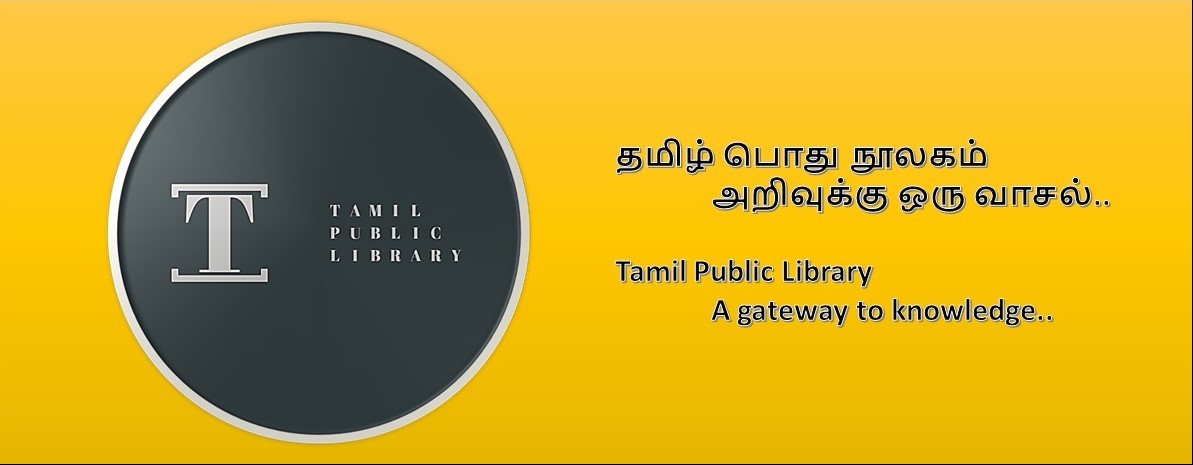 T
TAMIL
PUBLIC
LIBRARY
தமிழ் பொது நூலகம்
அறிவுக்கு ஒரு வாசல்..
Tamil Public Library
A gateway to knowledge..